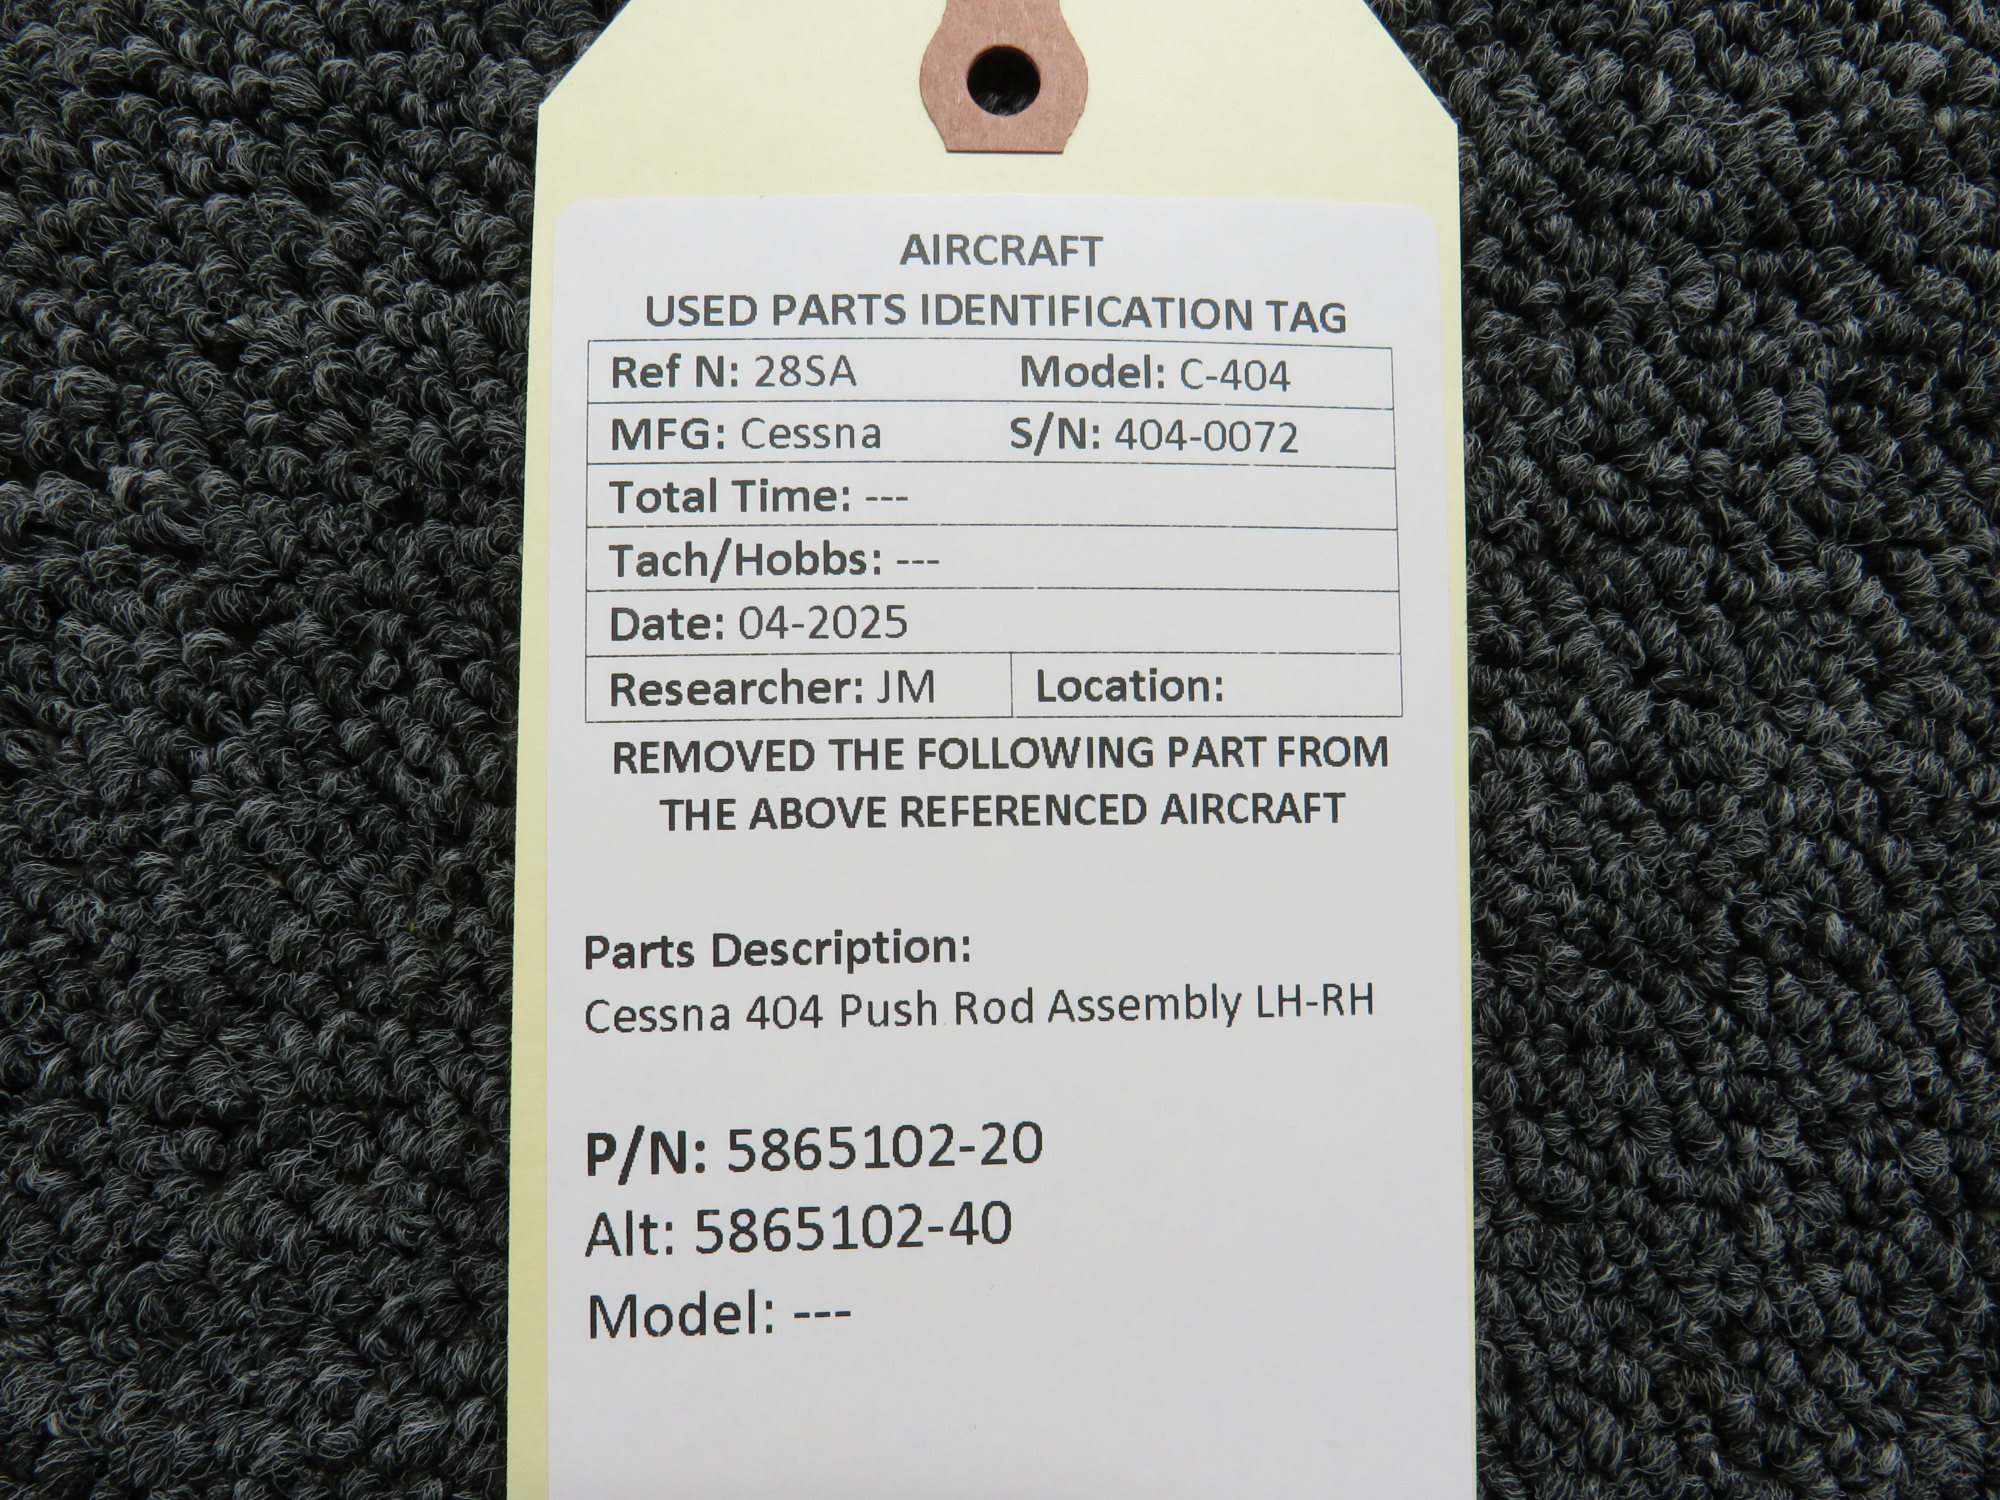 AIRCRAFT
USED PARTS IDENTIFICATION TAG
Ref N: 28SA Model: C-404
MFG: Cessna S/N: 404-0072
Total Time: ---
Tach/Hobbs: ---
Date: 04-2025
Researcher: JM Location:
REMOVED THE FOLLOWING PART FROM
THE ABOVE REFERENCED AIRCRAFT
Parts Description:
Cessna 404 Push Rod Assembly LH-RH
P/N: 5865102-20
Alt: 5865102-40
Model: ---